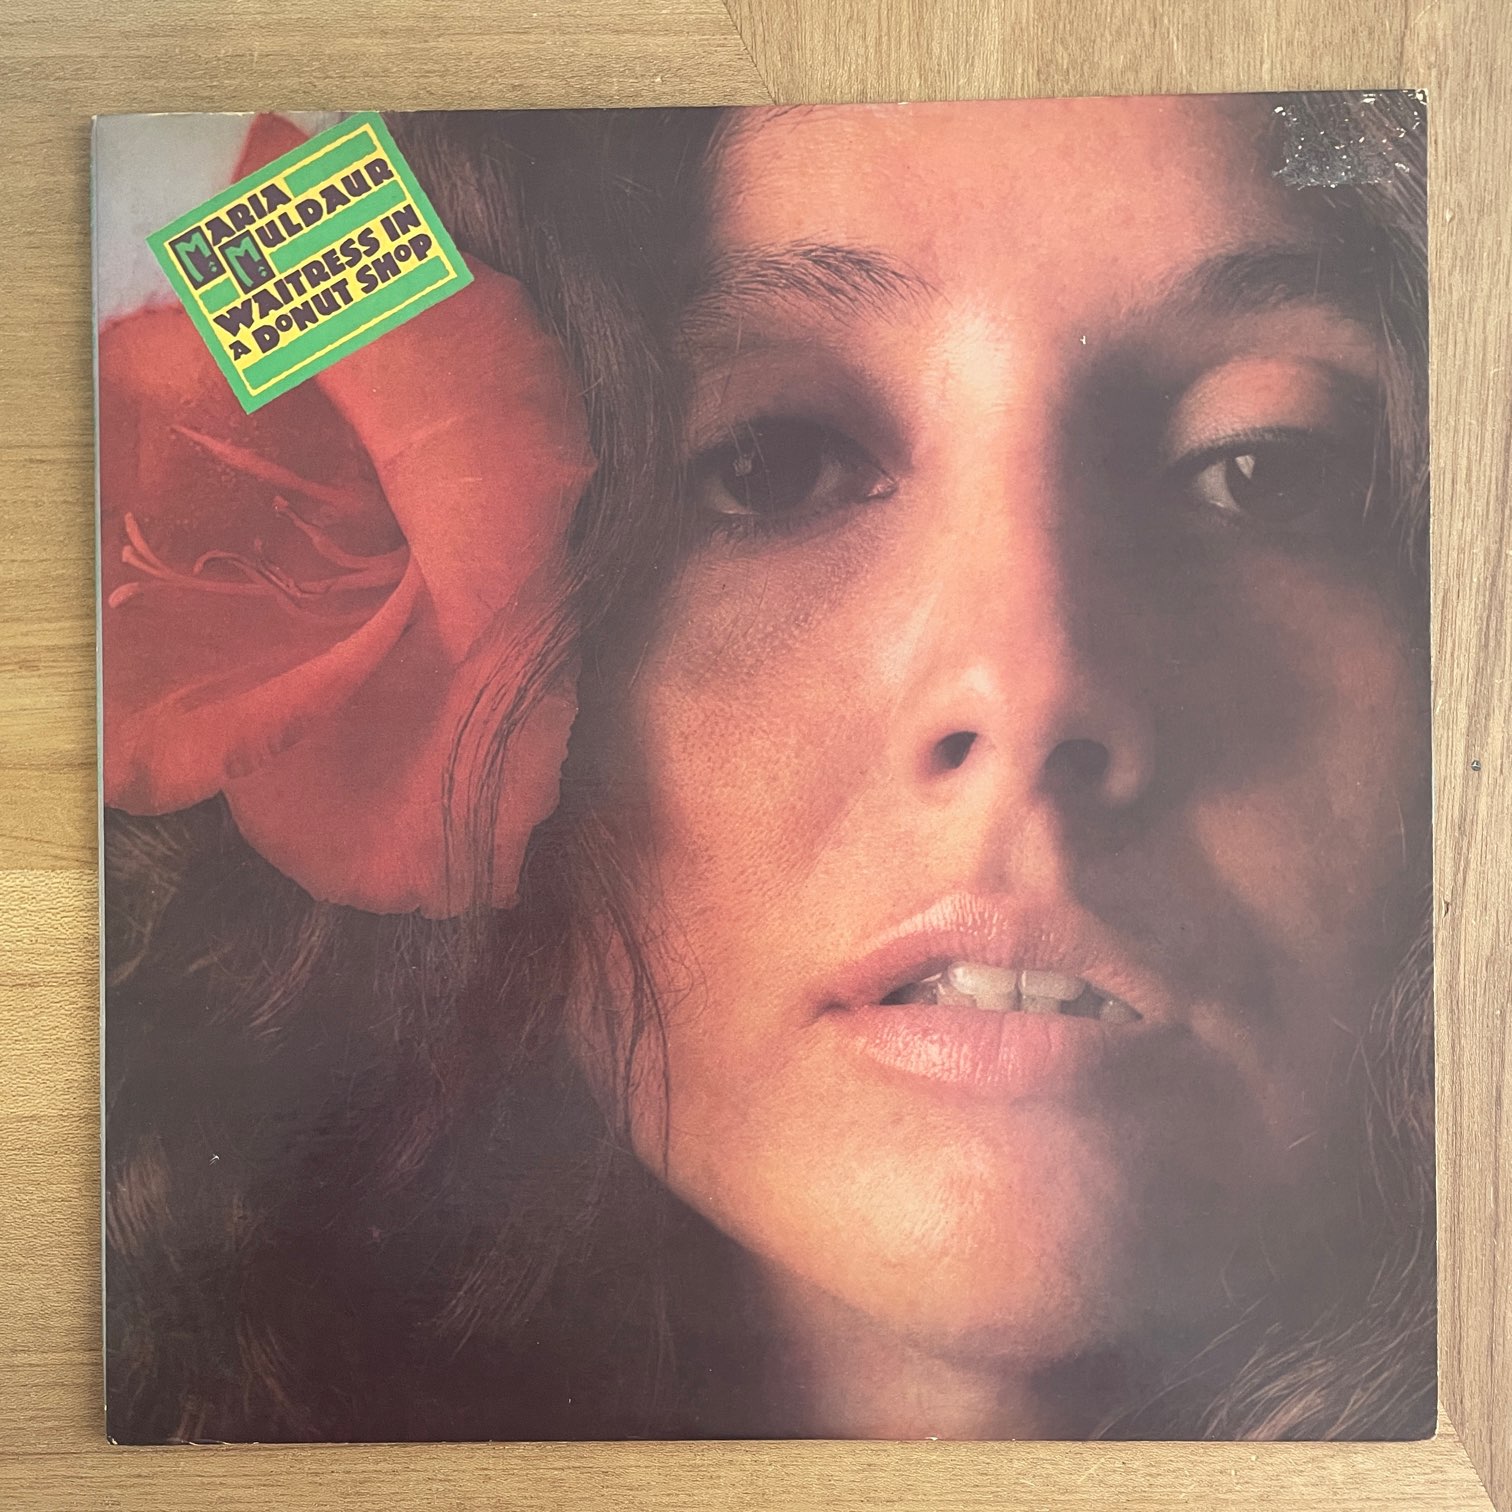 MARIA
MULDAUR
WAITRESS IN
A DONUT SHOP